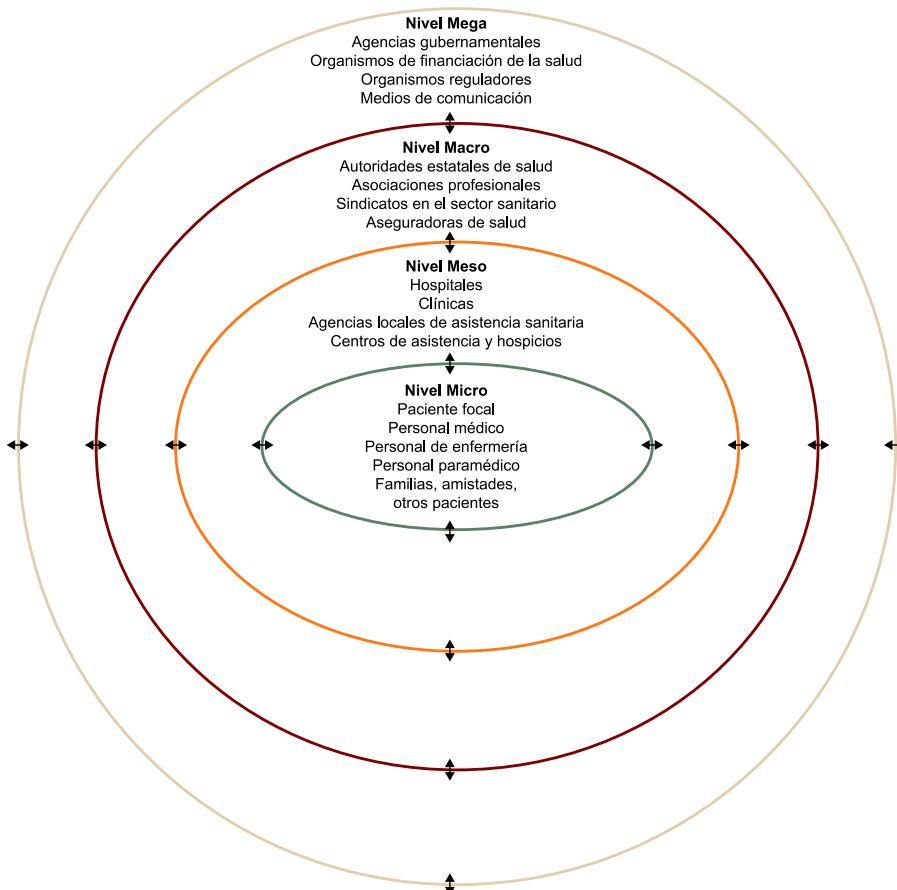 Nivel Mega
Agencias gubernamentales
Organismos de financiación de la salud
Organismos reguladores
Medios de comunicación
Nivel Macro
Autoridades estatales de salud
Asociaciones profesionales
Sindicatos en el sector sanitario
Aseguradoras de salud
Nivel Meso
Hospitales
Clínicas
Agencias locales de asistencia sanitaria
Centros de asistencia y hospicios
Nivel Micro
Paciente focal
Personal médico
Personal de enfermería
Personal paramédico
Familias, amistades,
otros pacientes